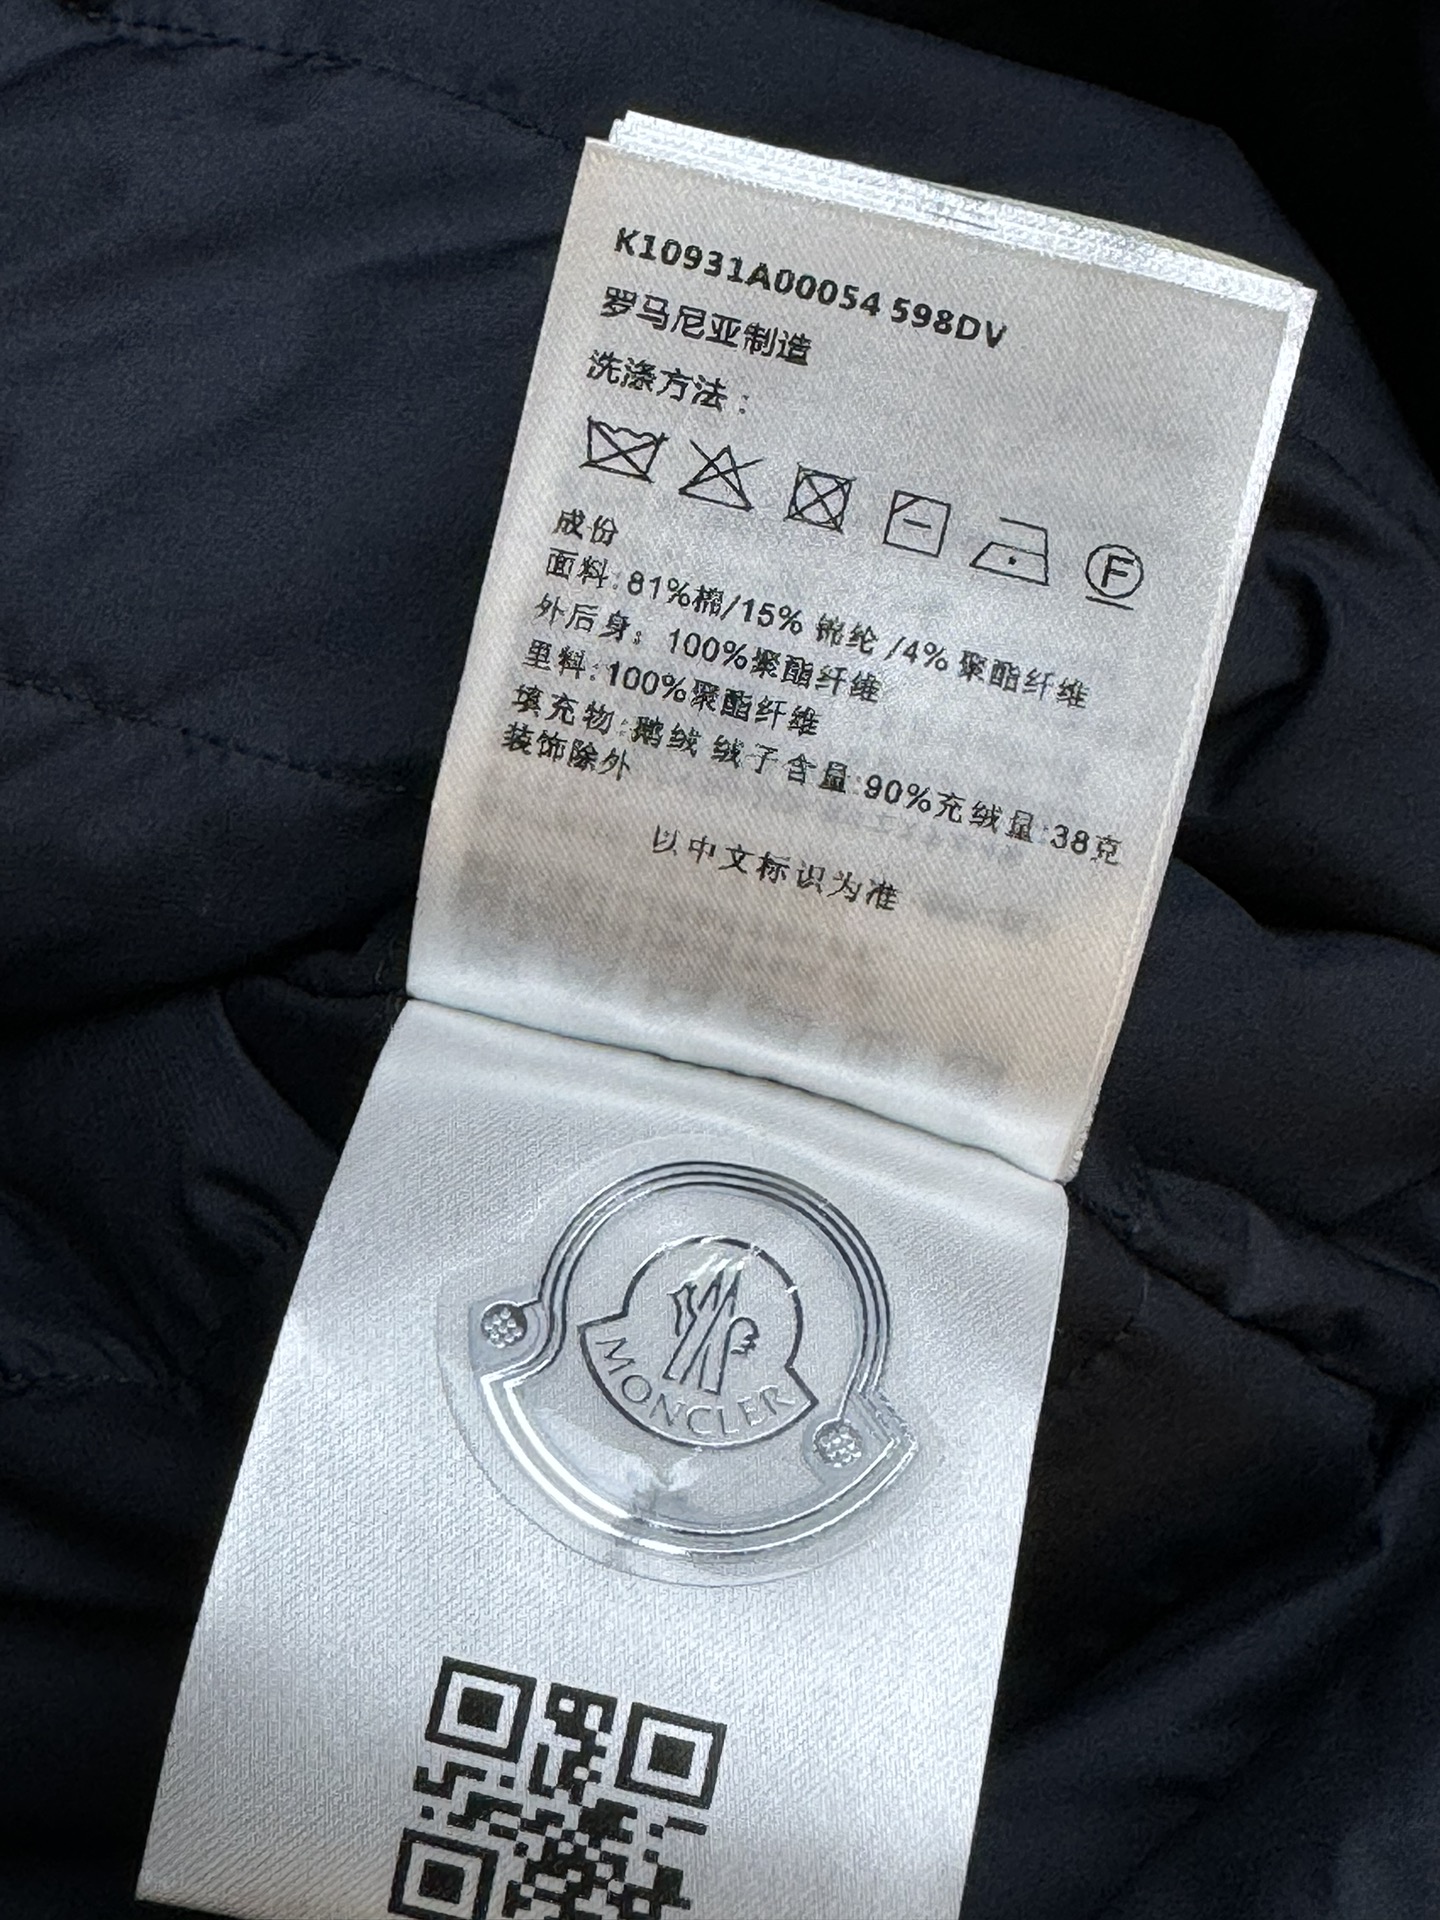 K10931A00054 598DV
罗马尼亚制造
洗涤方法：
F
成份
面料:81%棉/15% 锦纶 /4% 聚酯纤维
外后身：100%聚酯纤维
里料:100%聚酯纤维
填充物:鹅绒 绒子含量:90%充绒量:38克
装饰除外
以中文标识为准
MONCLER